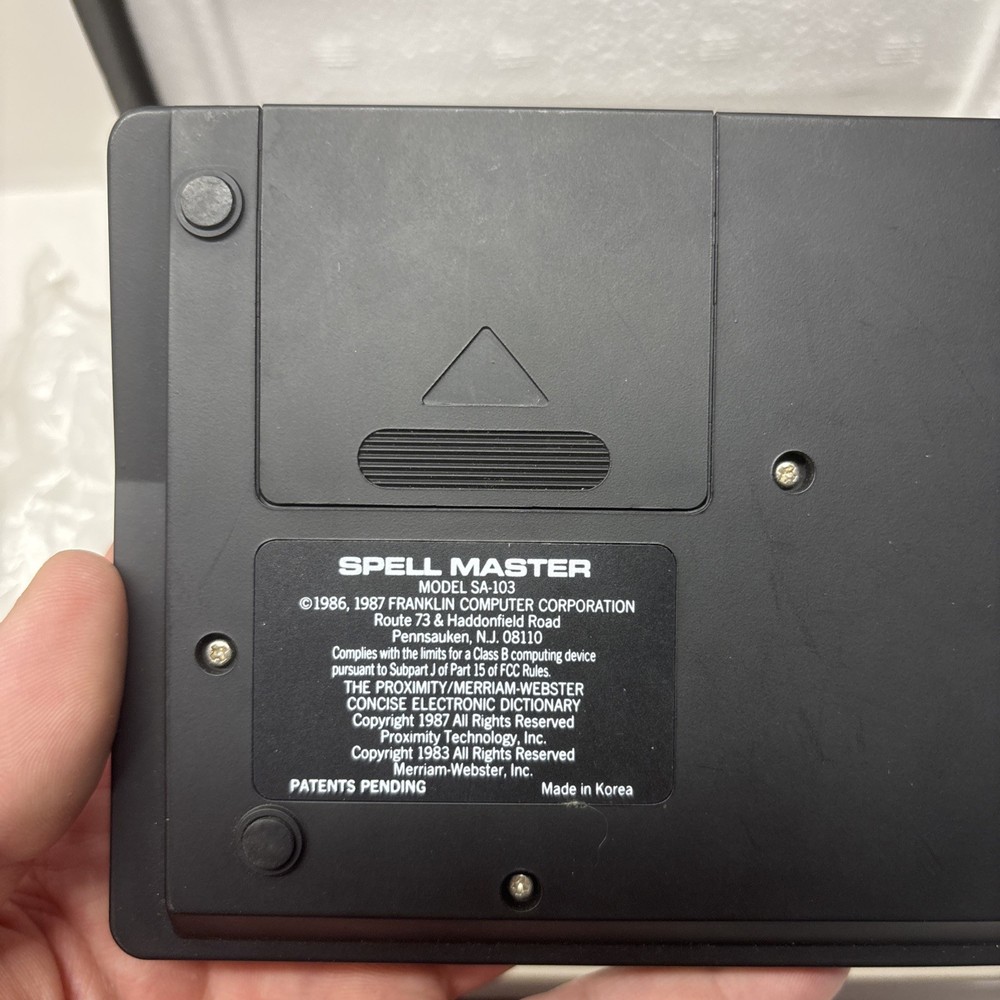 SPELL MASTER
MODEL SA-103
©1986, 1987 FRANKLIN COMPUTER CORPORATION
Route 73 & Haddonfield Road
Pennsauken, N.J. 08110
Complies with the limits for a Class B computing device
pursuant to Subpart J of Part 15 of FCC Rules.
THE PROXIMITY/MERRIAM-WEBSTER
CONCISE ELECTRONIC DICTIONARY
Copyright 1987 All Rights Reserved
Proximity Technology, Inc.
Copyright 1983 All Rights Reserved
Merriam-Webster, Inc.
PATENTS PENDING Made in Korea